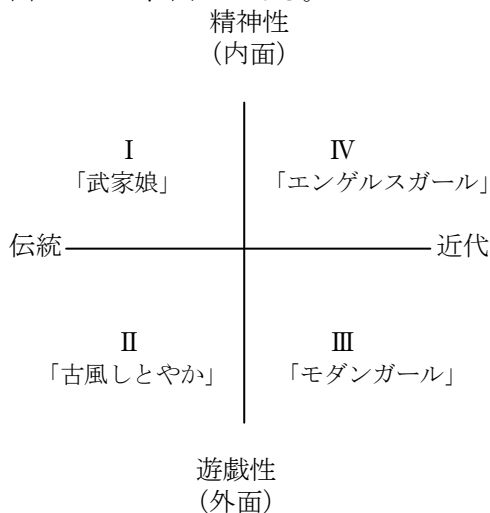 精神性
（内面）
Ⅰ
「武家娘」
Ⅳ
「エンゲルスガール」
伝統
近代
Ⅱ
「古風しとやか」
Ⅲ
「モダンガール」
遊戯性
（外面）